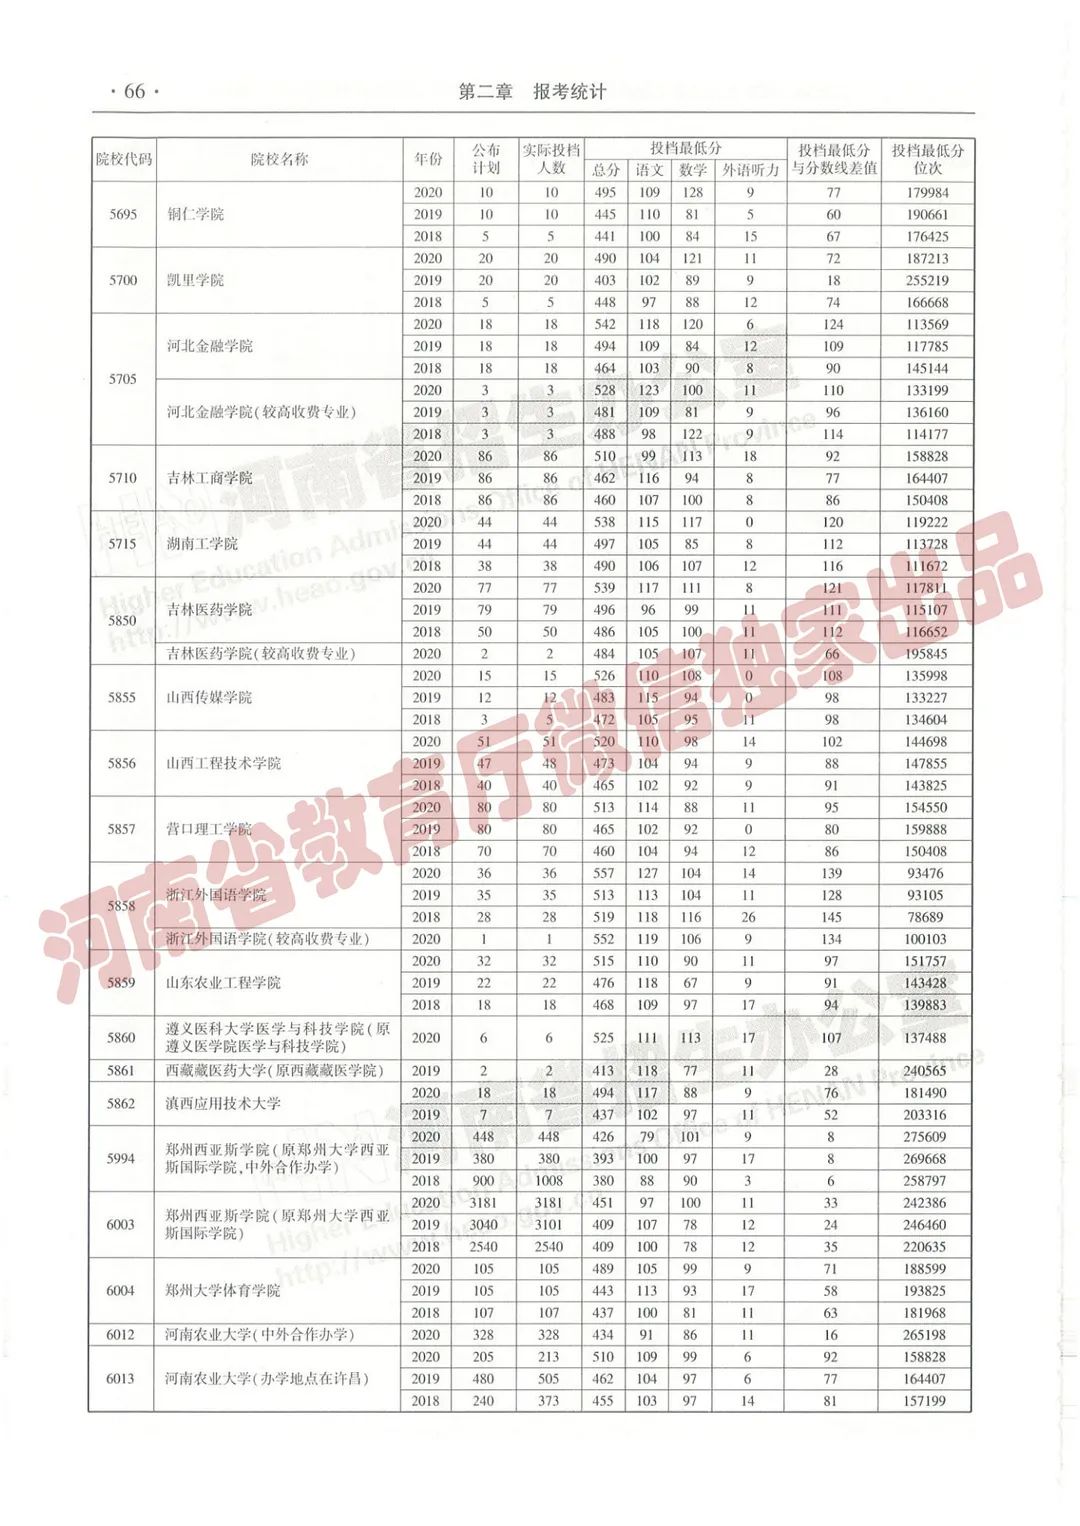 · 66 ·
第二章 报考统计
院校代码 院校名称 年份 公布计划 实际投档人数 投档最低分 总分 语文 数学 外语听力 投档最低分与分数线差值 投档最低分位次
5695 铜仁学院 2020 10 10 495 109 128 9 77 179984
2019 10 10 445 110 81 5 60 190661
2018 5 5 441 100 84 15 67 176425
5700 凯里学院 2020 20 20 490 104 121 11 72 187213
2019 20 20 403 102 89 9 18 255219
2018 5 5 448 97 88 12 74 166668
5705 河北金融学院 2020 18 18 542 118 120 6 124 113569
2019 18 18 494 109 84 12 109 117785
2018 18 18 464 103 90 8 90 145144
河北金融学院(较高收费专业) 2020 3 3 528 123 100 11 110 133199
2019 3 3 481 109 81 9 96 136160
2018 3 3 488 98 122 9 114 114177
5710 吉林工商学院 2020 86 86 510 99 113 18 92 158828
2019 86 86 462 116 94 8 77 164407
2018 86 86 460 107 100 8 86 150408
5715 湖南工学院 2020 44 44 538 115 117 0 120 119222
2019 44 44 497 105 85 8 112 113728
2018 38 38 490 106 107 12 116 111672
5850 吉林医药学院 2020 77 77 539 117 111 8 121 117811
2019 79 79 496 96 99 11 111 115107
2018 50 50 486 105 100 11 112 116652
吉林医药学院(较高收费专业) 2020 2 2 484 105 107 11 66 195845
5855 山西传媒学院 2020 15 15 526 110 108 0 108 135998
2019 12 12 483 115 94 0 98 133227
2018 3 5 472 105 95 11 98 134604
5856 山西工程技术学院 2020 51 51 520 110 98 14 102 144698
2019 47 48 473 104 94 9 88 147855
2018 40 40 465 102 92 9 91 143825
5857 营口理工学院 2020 80 80 513 114 88 11 95 154550
2019 80 80 465 102 92 0 80 159888
2018 70 70 460 104 94 12 86 150408
5858 浙江外国语学院 2020 36 36 557 127 104 14 139 93476
2019 35 35 513 113 104 11 128 93105
2018 28 28 519 118 116 26 145 78689
浙江外国语学院(较高收费专业) 2020 1 1 552 119 106 9 134 100103
5859 山东农业工程学院 2020 32 32 515 110 90 11 97 151757
2019 22 22 476 118 67 9 91 143428
2018 18 18 468 109 97 17 94 139883
5860 遵义医科大学医学与科技学院(原
遵义医学院医学与科技学院) 2020 6 6 525 111 113 17 107 137488
5861 西藏藏医药大学(原西藏藏医学院) 2019 2 2 413 118 77 11 28 240565
5862 滇西应用技术大学 2020 18 18 494 117 88 9 76 181490
2019 7 7 437 102 97 11 52 203316
5994 郑州西亚斯学院(原郑州大学西亚
斯国际学院,中外合作办学) 2020 448 448 426 79 101 9 8 275609
2019 380 380 393 100 97 17 8 269668
2018 900 1008 380 88 90 3 6 258797
6003 郑州西亚斯学院(原郑州大学西亚
斯国际学院) 2020 3181 3181 451 97 100 11 33 242386
2019 3040 3101 409 107 78 12 24 246460
2018 2540 2540 409 100 78 12 35 220635
6004 郑州大学体育学院 2020 105 105 489 105 99 9 71 188599
2019 105 105 443 113 93 17 58 193825
2018 107 107 437 100 81 11 63 181968
6012 河南农业大学(中外合作办学) 2020 328 328 434 91 86 11 16 265198
6013 河南农业大学(办学地点在许昌) 2020 205 213 510 109 99 6 92 158828
2019 480 505 462 104 97 6 77 164407
2018 240 373 455 103 97 14 81 157199
河南省教育厅微信独家出品
河南省招生办公室
Higher Education Admissions Office of HENAN Province
http://www.heao.gov.cn
河南省招生办公室
Higher Education Admissions Office of HENAN Province
http://www.heao.gov.cn